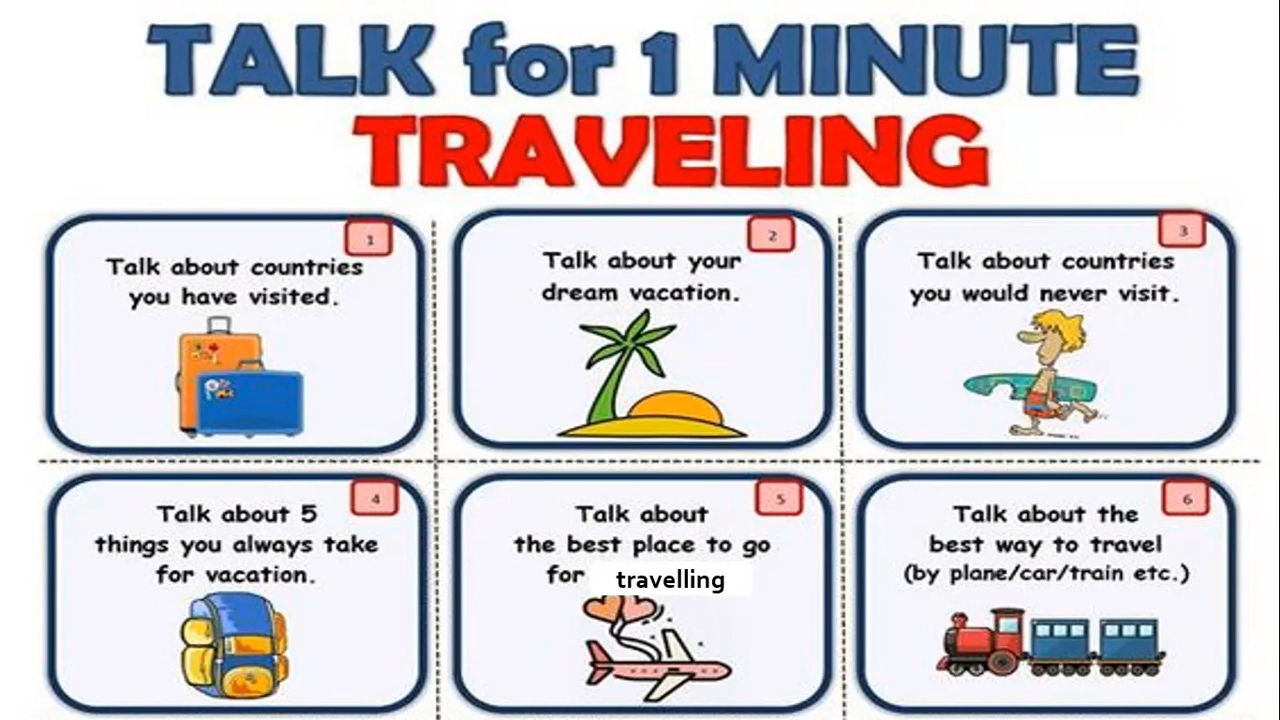 TALK for 1 MINUTE
TRAVELING
1
Talk about countries
you have visited.
2
Talk about your
dream vacation.
3
Talk about countries
you would never visit.
4
Talk about 5
things you always take
for vacation.
5
Talk about
the best place to go
for travelling
6
Talk about the
best way to travel
(by plane/car/train etc.)